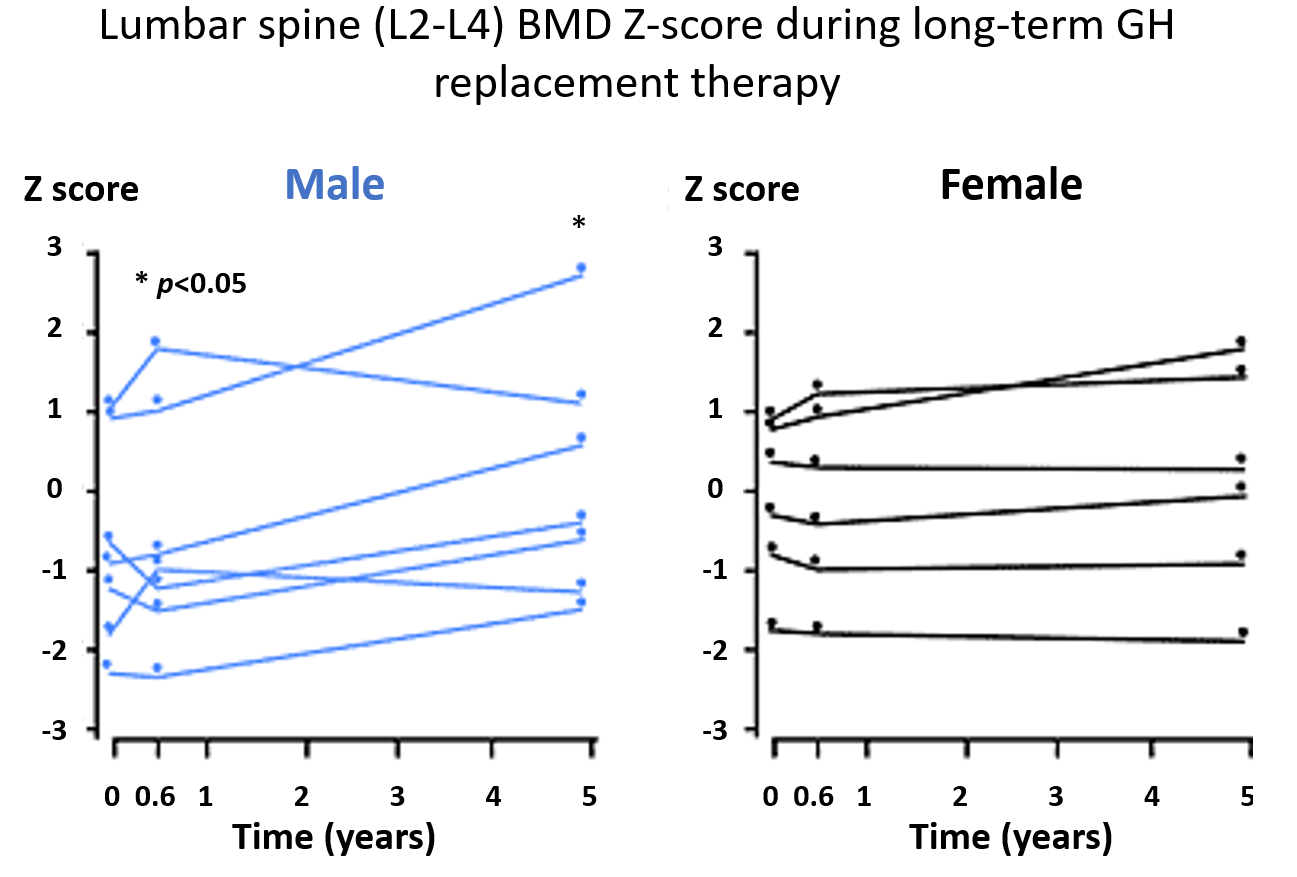 Lumbar spine (L2-L4) BMD Z-score during long-term GH
replacement therapy
Z score
Male
*
3
* p<0.05
2
1
0
-1
-2
-3
0 0.6 1 2 3 4 5
Time (years)
Z score
Female
3
2
1
0
-1
-2
-3
0 0.6 1 2 3 4 5
Time (years)